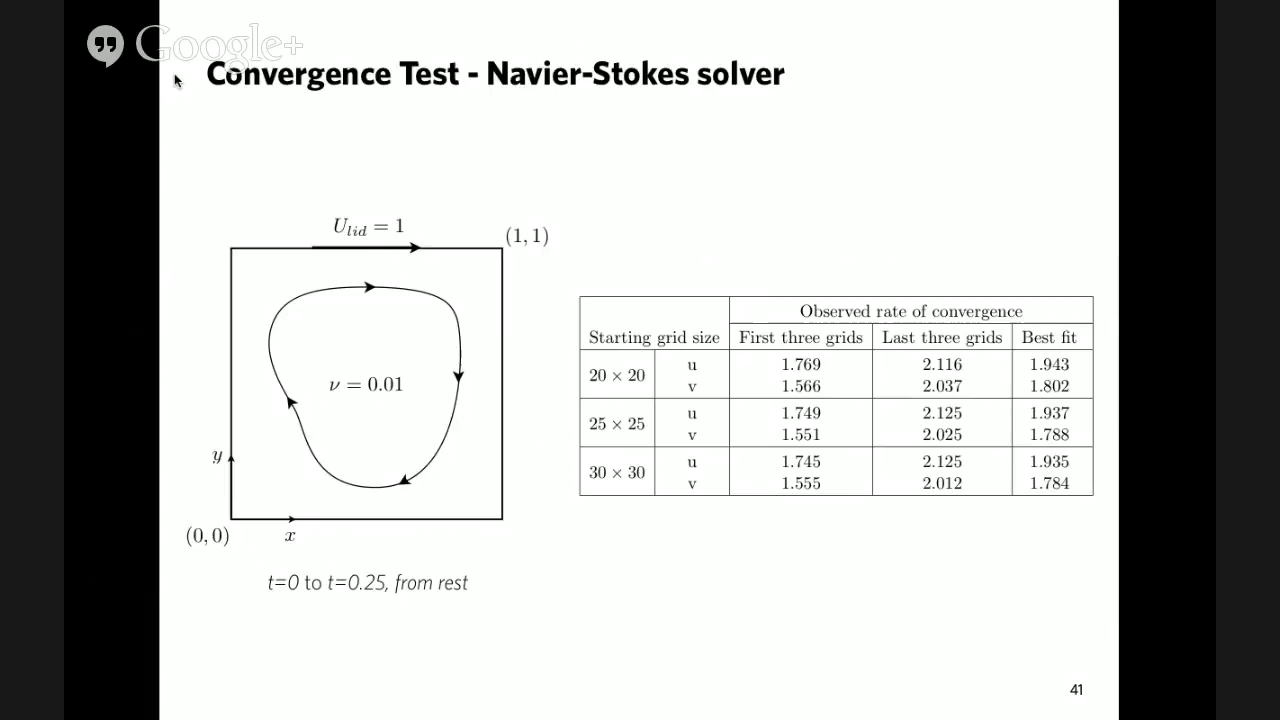 Google+
Convergence Test - Navier-Stokes solver
U_{lid} = 1
(1, 1)
ν = 0.01
y
(0, 0)
x
t=0 to t=0.25, from rest
Observed rate of convergence
Starting grid size First three grids Last three grids Best fit
20 × 20 u 1.769 2.116 1.943
v 1.566 2.037 1.802
25 × 25 u 1.749 2.125 1.937
v 1.551 2.025 1.788
30 × 30 u 1.745 2.125 1.935
v 1.555 2.012 1.784
41